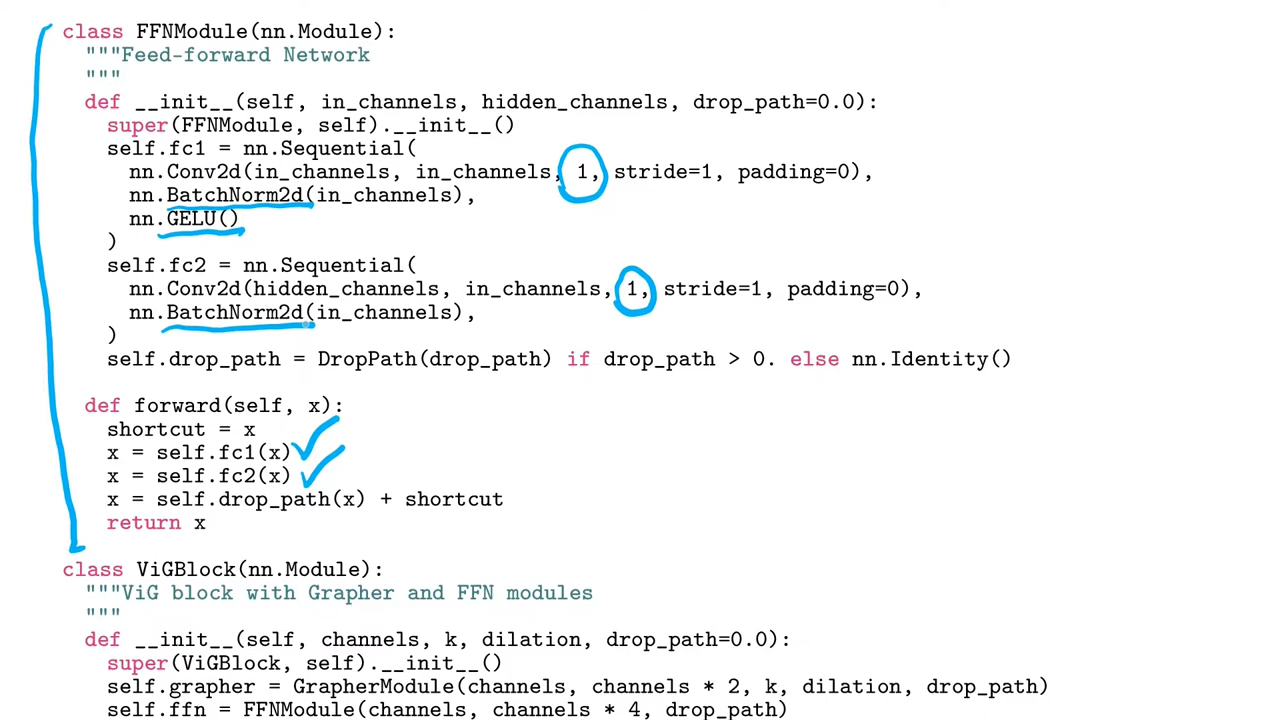 class FFNModule(nn.Module):
"""Feed-forward Network
"""
def __init__(self, in_channels, hidden_channels, drop_path=0.0):
super(FFNModule, self).__init__()
self.fc1 = nn.Sequential(
nn.Conv2d(in_channels, in_channels, 1, stride=1, padding=0),
nn.BatchNorm2d(in_channels),
nn.GELU()
)
self.fc2 = nn.Sequential(
nn.Conv2d(hidden_channels, in_channels, 1, stride=1, padding=0),
nn.BatchNorm2d(in_channels),
)
self.drop_path = DropPath(drop_path) if drop_path > 0. else nn.Identity()
def forward(self, x):
shortcut = x
x = self.fc1(x)
x = self.fc2(x)
x = self.drop_path(x) + shortcut
return x
class ViGBlock(nn.Module):
"""ViG block with Grapher and FFN modules
"""
def __init__(self, channels, k, dilation, drop_path=0.0):
super(ViGBlock, self).__init__()
self.grapher = GrapherModule(channels, channels * 2, k, dilation, drop_path)
self.ffn = FFNModule(channels, channels * 4, drop_path)